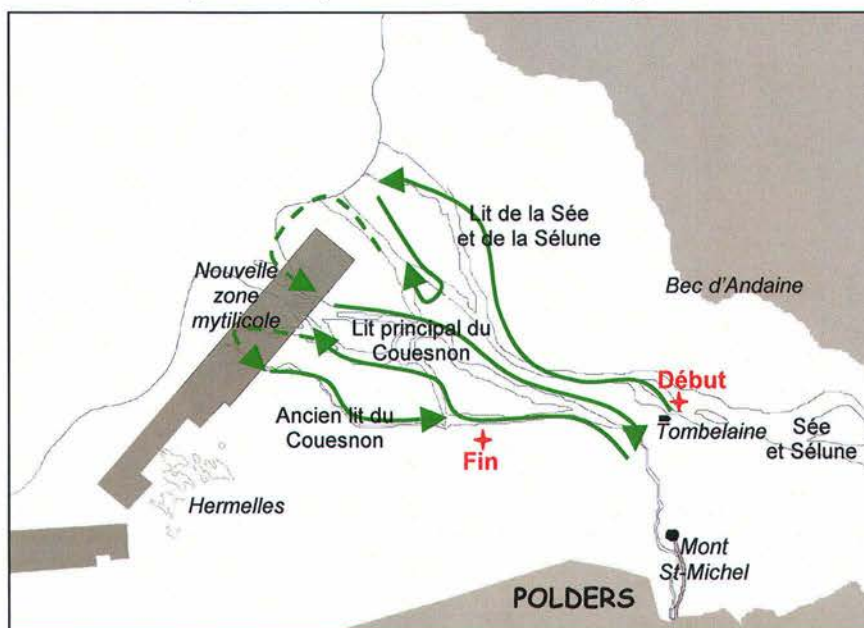 Lit de la Sée
et de la Sélune
Nouvelle
zone
mytilicole
Bec d'Andaine
Lit principal du
Couesnon
Début
Ancien lit du
Couesnon
Tombelaine
Sée
et Sélune
Fin
Hermelles
Mont
St-Michel
POLDERS